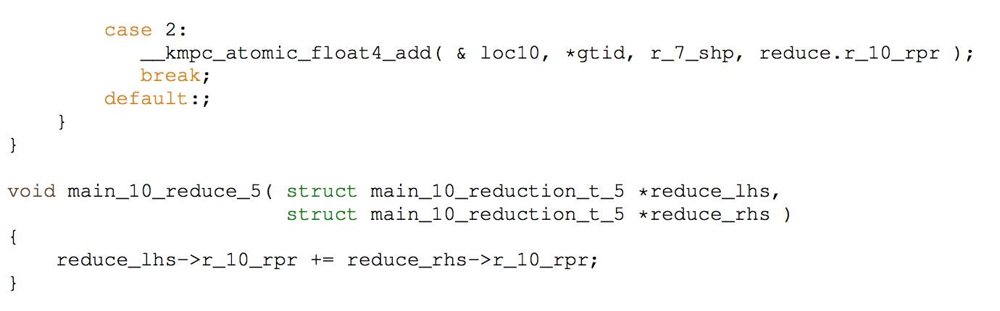 case 2:
__kmpc_atomic_float4_add( & loc10, *gtid, r_7_shp, reduce.r_10_rpr );
break;
default:;
}
}
void main_10_reduce_5( struct main_10_reduction_t_5 *reduce_lhs,
struct main_10_reduction_t_5 *reduce_rhs )
{
reduce_lhs->r_10_rpr += reduce_rhs->r_10_rpr;
}